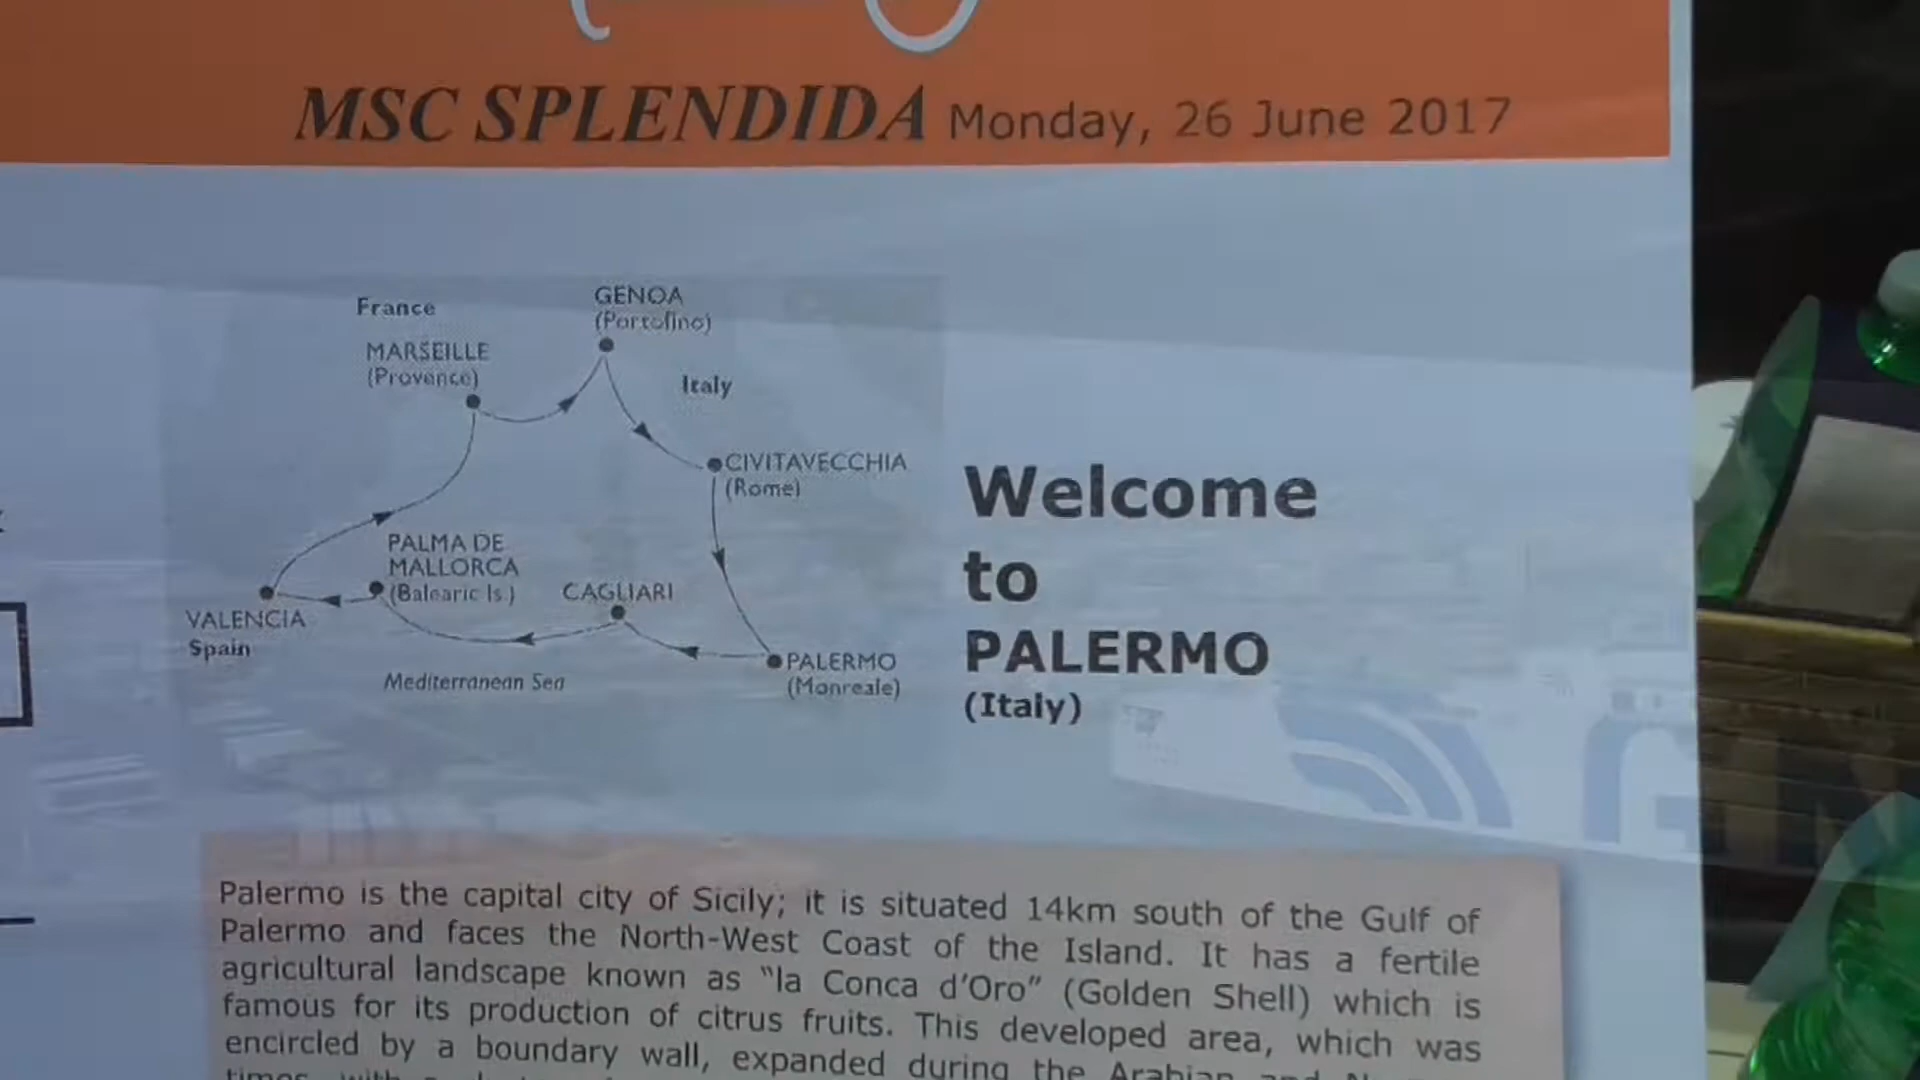 MSC SPLENDIDA Monday, 26 June 2017
France
GENOA
(Portofino)
MARSEILLE
(Provence)
Italy
CIVITAVECCHIA
(Rome)
PALMA DE
MALLORCA
(Balearic Is.)
CAGLIARI
VALENCIA
Spain
Mediterranean Sea
PALERMO
(Monreale)
Welcome
to
PALERMO
(Italy)
Palermo is the capital city of Sicily; it is situated 14km south of the Gulf of
Palermo and faces the North-West Coast of the Island. It has a fertile
agricultural landscape known as "la Conca d'Oro" (Golden Shell) which is
famous for its production of citrus fruits. This developed area, which was
encircled by a boundary wall, expanded during the Arabian and